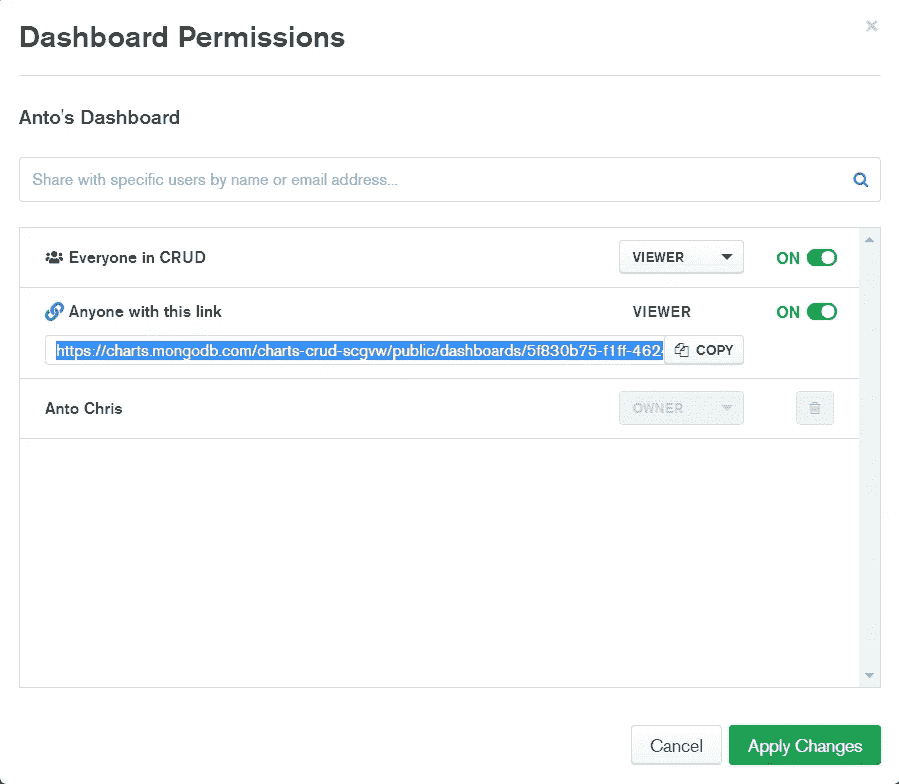 Dashboard Permissions
Anto's Dashboard
Share with specific users by name or email address...
Everyone in CRUD VIEWER ON
Anyone with this link VIEWER ON
https://charts.mongodb.com/charts-crud-scgvw/public/dashboards/5f830b75-f1ff-462 COPY
Anto Chris OWNER
Cancel Apply Changes